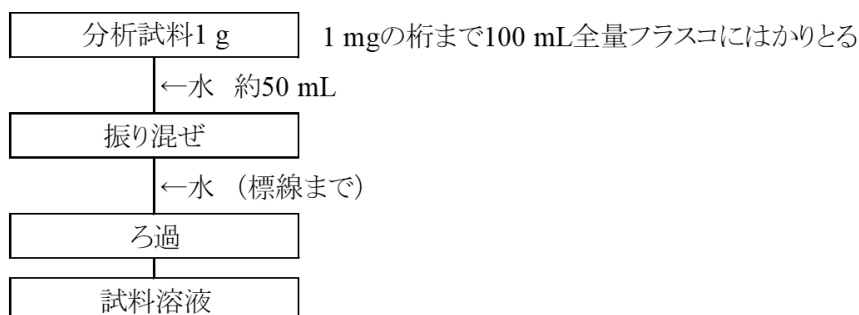 分析試料1 g　1 mgの桁まで100 mL全量フラスコにはかりとる
←水　約50 mL
振り混ぜ
←水　（標線まで）
ろ過
試料溶液